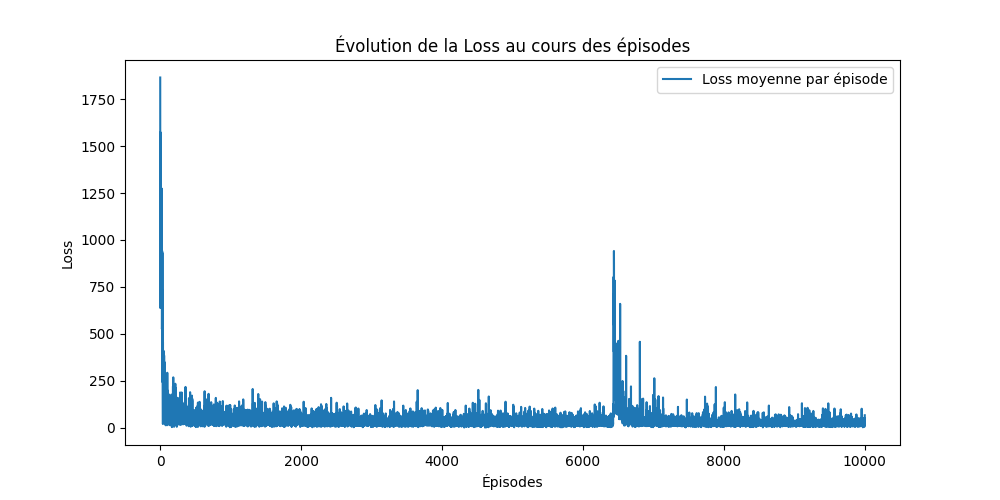 Évolution de la Loss au cours des épisodes
Loss moyenne par épisode
1750
1500
1250
1000
750
500
250
0
Loss
0 2000 4000 6000 8000 10000
Épisodes